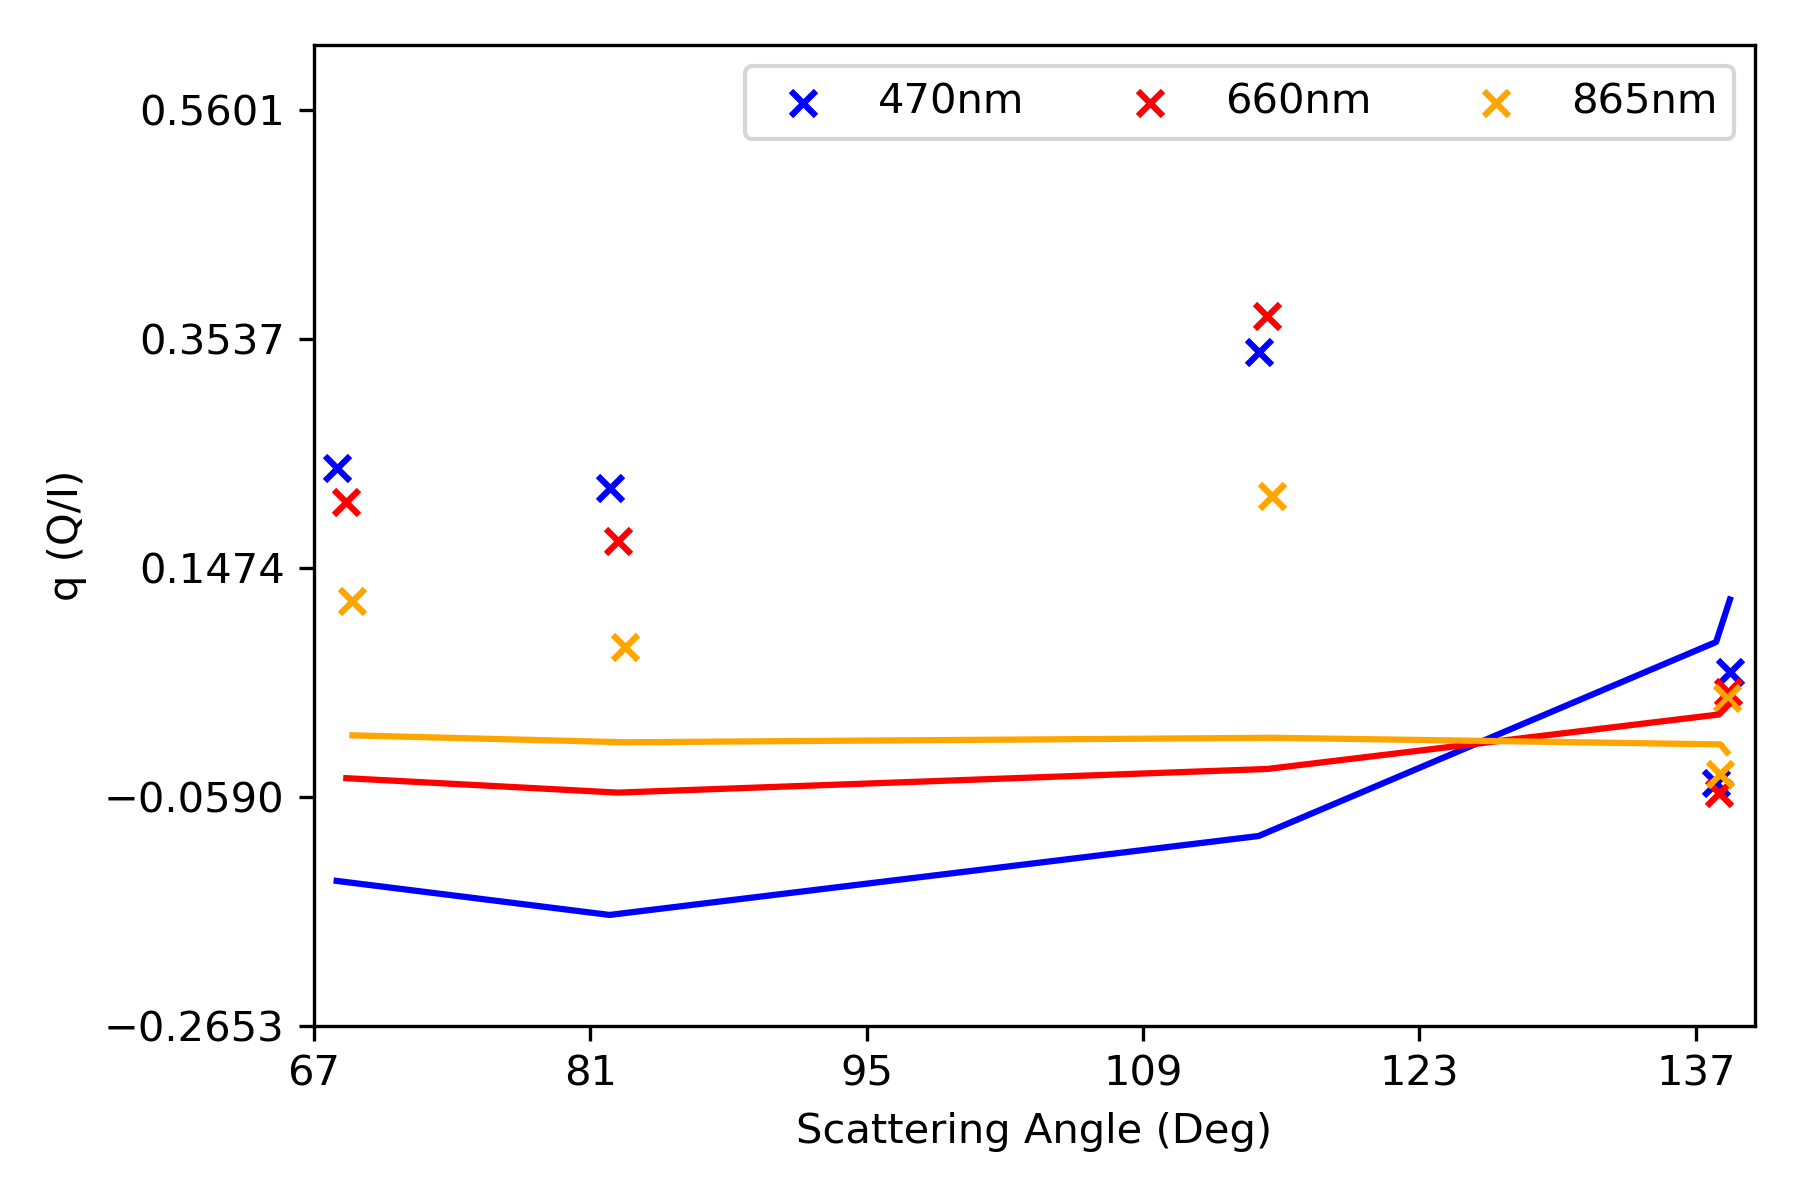 470nm 660nm 865nm
0.5601
0.3537
0.1474
−0.0590
−0.2653
q (Q/I)
67 81 95 109 123 137
Scattering Angle (Deg)